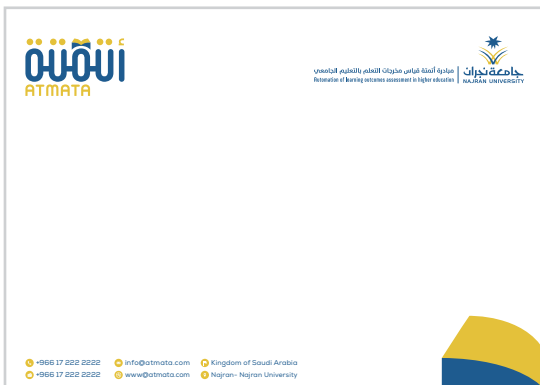 أتمتة
ATMATA
مبادرة أتمتة قياس مخرجات التعلم بالتعليم الجامعي
Automation of learning outcomes assessment in higher education
جامعة نجران
NAJRAN UNIVERSITY
+966 17 222 2222
info@atmata.com
Kingdom of Saudi Arabia
+966 17 222 2222
www@atmata.com
Najran- Najran University